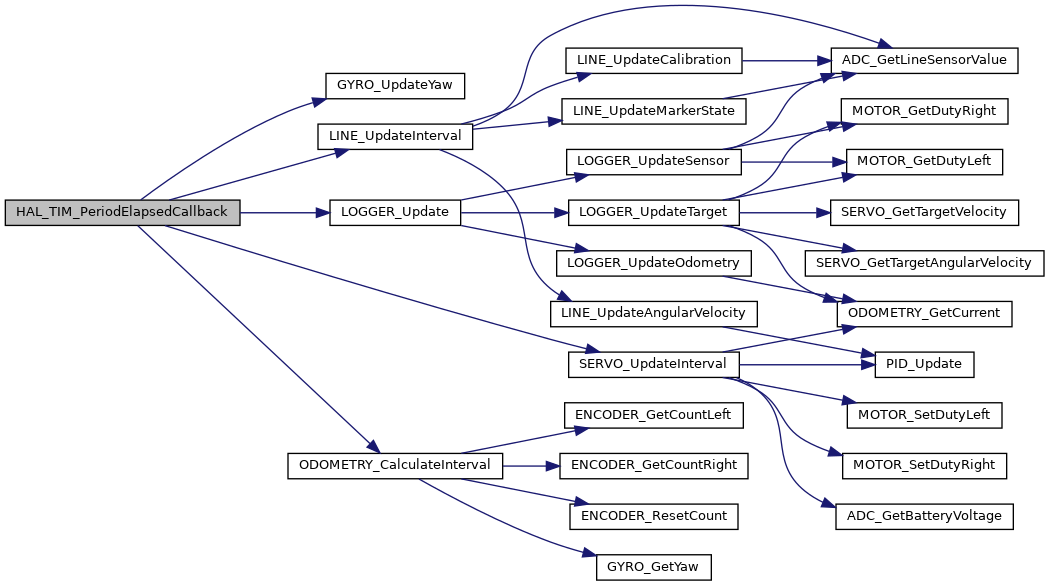 HAL_TIM_PeriodElapsedCallback
GYRO_UpdateYaw
LINE_UpdateInterval
LOGGER_Update
SERVO_UpdateInterval
ODOMETRY_CalculateInterval
LINE_UpdateCalibration
LINE_UpdateMarkerState
LOGGER_UpdateSensor
LOGGER_UpdateTarget
LOGGER_UpdateOdometry
LINE_UpdateAngularVelocity
ENCODER_GetCountLeft
ENCODER_GetCountRight
ENCODER_ResetCount
GYRO_GetYaw
ADC_GetLineSensorValue
MOTOR_GetDutyRight
MOTOR_GetDutyLeft
SERVO_GetTargetVelocity
SERVO_GetTargetAngularVelocity
ODOMETRY_GetCurrent
PID_Update
MOTOR_SetDutyLeft
MOTOR_SetDutyRight
ADC_GetBatteryVoltage